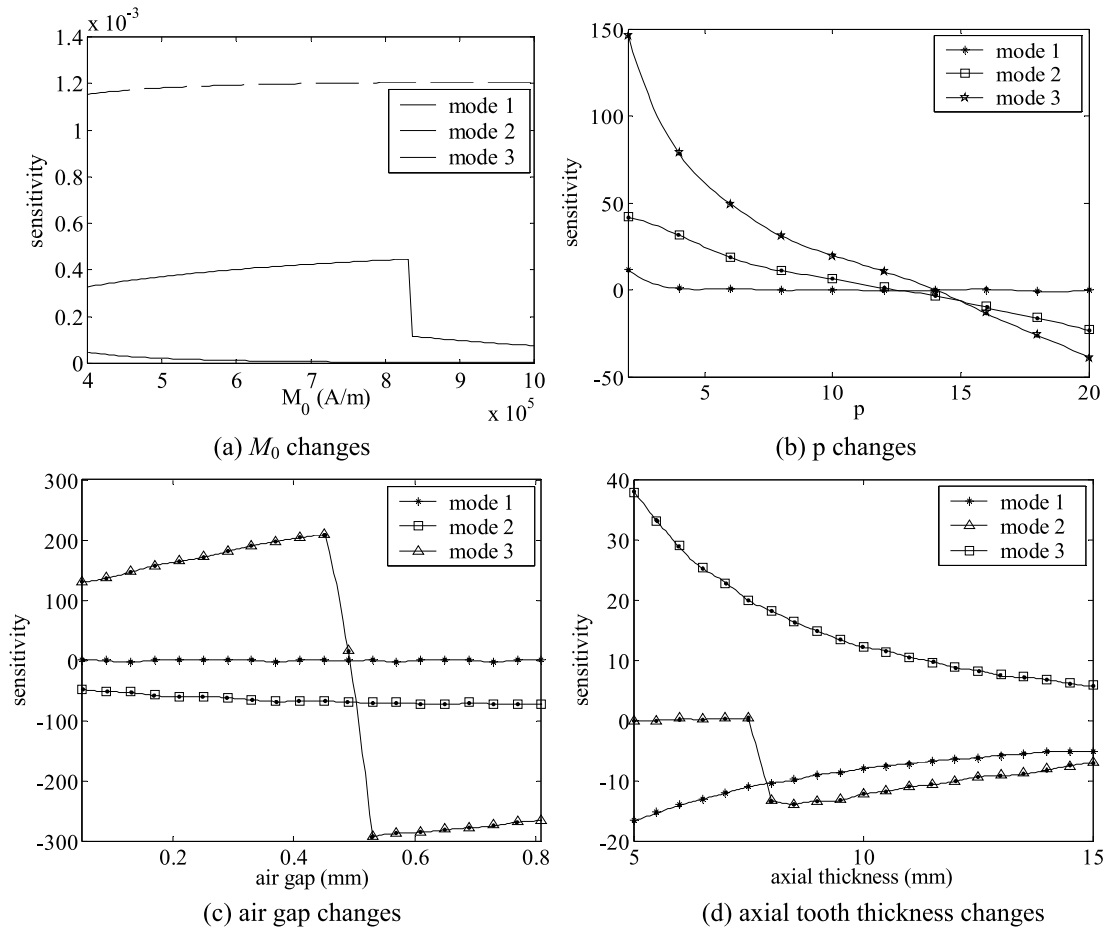 x 10^-3
1.4
1.2
1
0.8
0.6
0.4
0.2
0
sensitivity
mode 1
mode 2
mode 3
4 5 6 7 8 9 10
M_0 (A/m)
x 10^5
(a) M_0 changes
150
100
50
0
-50
sensitivity
mode 1
mode 2
mode 3
5 10 15 20
p
(b) p changes
300
200
100
0
-100
-200
-300
sensitivity
mode 1
mode 2
mode 3
0.2 0.4 0.6 0.8
air gap (mm)
(c) air gap changes
40
30
20
10
0
-10
-20
sensitivity
mode 1
mode 2
mode 3
5 10 15
axial thickness (mm)
(d) axial tooth thickness changes